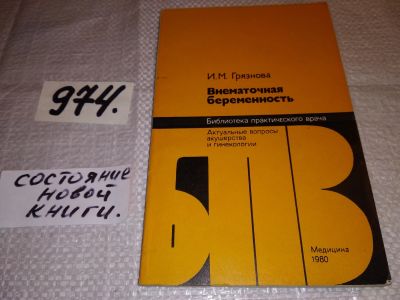 974.
состояние
новой
книги.
И.М. Грязнова
Внематочная
беременность
Библиотека практического врача
Актуальные вопросы
акушерства
и гинекологии
БПВ
Медицина
1980